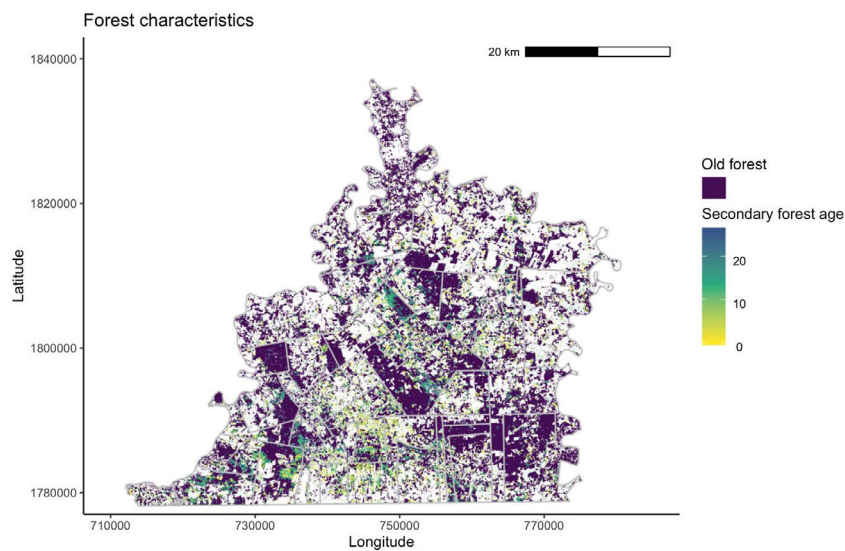 Forest characteristics
20 km
1840000
1820000
1800000
1780000
Latitude
710000
730000
750000
770000
Longitude
Old forest
Secondary forest age
20
10
0